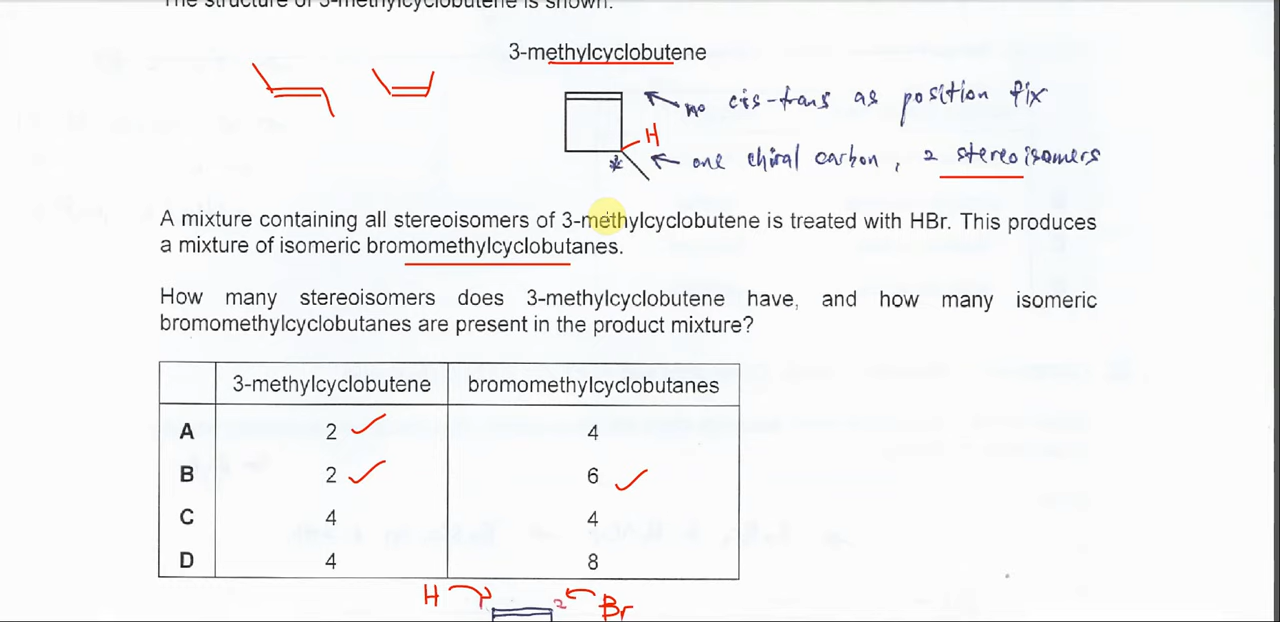 The structure of 3-methylcyclobutene is shown.
3-methylcyclobutene
no cis-trans as position fix
H
* one chiral carbon, 2 stereoisomers
A mixture containing all stereoisomers of 3-methylcyclobutene is treated with HBr. This produces
a mixture of isomeric bromomethylcyclobutanes.
How many stereoisomers does 3-methylcyclobutene have, and how many isomeric
bromomethylcyclobutanes are present in the product mixture?
3-methylcyclobutene bromomethylcyclobutanes
A 2 4
B 2 6
C 4 4
D 4 8
H 2 Br